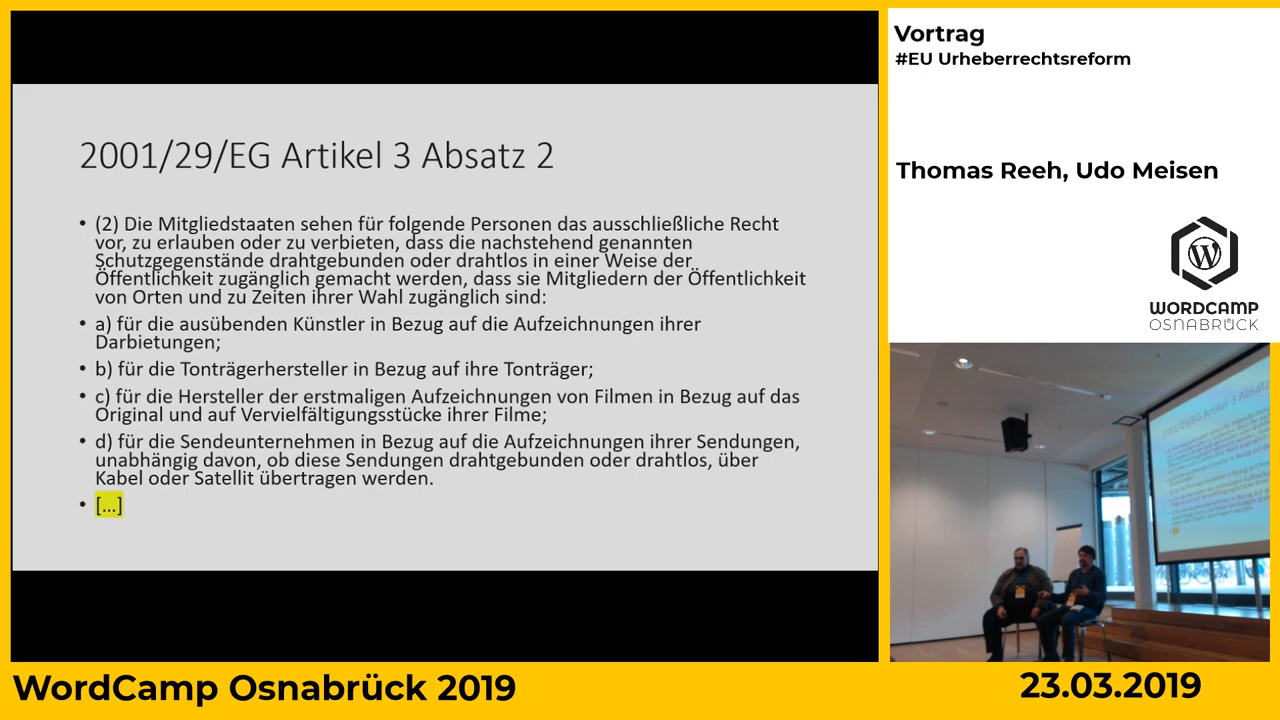 2001/29/EG Artikel 3 Absatz 2
• (2) Die Mitgliedstaaten sehen für folgende Personen das ausschließliche Recht
vor, zu erlauben oder zu verbieten, dass die nachstehend genannten
Schutzgegenstände drahtgebunden oder drahtlos in einer Weise der
Öffentlichkeit zugänglich gemacht werden, dass sie Mitgliedern der Öffentlichkeit
von Orten und zu Zeiten ihrer Wahl zugänglich sind:
• a) für die ausübenden Künstler in Bezug auf die Aufzeichnungen ihrer
Darbietungen;
• b) für die Tonträgerhersteller in Bezug auf ihre Tonträger;
• c) für die Hersteller der erstmaligen Aufzeichnungen von Filmen in Bezug auf das
Original und auf Vervielfältigungsstücke ihrer Filme;
• d) für die Sendeunternehmen in Bezug auf die Aufzeichnungen ihrer Sendungen,
unabhängig davon, ob diese Sendungen drahtgebunden oder drahtlos, über
Kabel oder Satellit übertragen werden.
• [...]
Vortrag
#EU Urheberrechtsreform
Thomas Reeh, Udo Meisen
WORDCAMP
OSNABRÜCK
2001/29/EG Artikel 3 Absatz
WordCamp Osnabrück 2019
23.03.2019